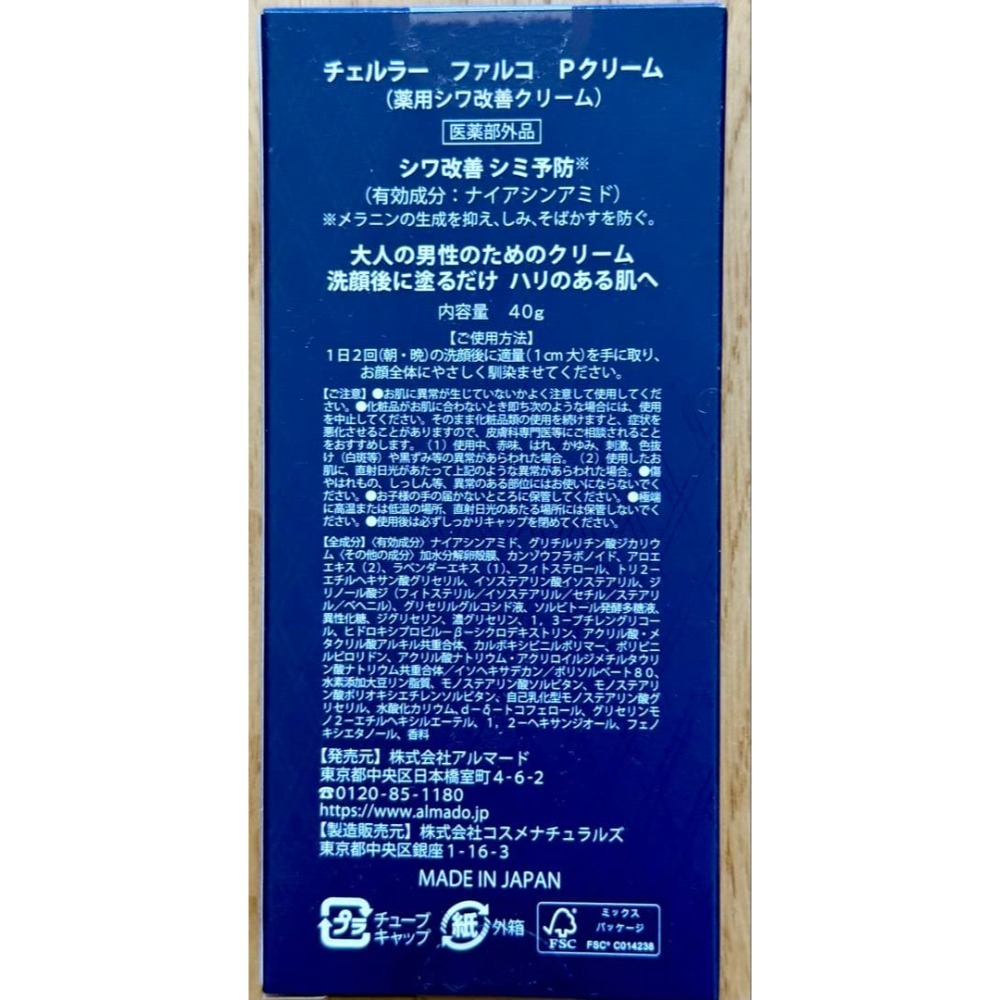 チェルラー ファルコ Pクリーム
(薬用シワ改善クリーム)
医薬部外品
シワ改善 シミ予防※
(有効成分:ナイアシンアミド)
※メラニンの生成を抑え、しみ、そばかすを防ぐ。
大人の男性のためのクリーム
洗顔後に塗るだけ ハリのある肌へ
内容量 40g
【ご使用方法】
1日2回(朝・晩)の洗顔後に適量(1cm大)を手に取り、
お顔全体にやさしく馴染ませてください。
【ご注意】●お肌に異常が生じていないかよく注意して使用してくだ
さい。●化粧品がお肌に合わないとき即ち次のような場合には、使用
を中止してください。そのまま化粧品類の使用を続けますと、症状を
悪化させることがありますので、皮膚科専門医等にご相談されること
をおすすめします。(1)使用中、赤味、はれ、かゆみ、刺激、色抜
け(白斑等)や黒ずみ等の異常があらわれた場合。(2)使用したお
肌に、直射日光があたって上記のような異常があらわれた場合。●傷
やはれもの、しっしん等、異常のある部位にはお使いにならないでく
ださい。●お子様の手の届かないところに保管してください。●極端
に高温または低温の場所、直射日光のあたる場所には保管しないでく
ださい。●使用後は必ずしっかりキャップを閉めてください。
【全成分】〈有効成分〉ナイアシンアミド、グリチルリチン酸ジカリウ
ム〈その他の成分〉加水分解卵殻膜、カンゾウフラボノイド、アロエ
エキス(2)、ラベンダーエキス(1)、フィトステロール、トリ2-
エチルヘキサン酸グリセリル、イソステアリン酸イソステアリル、ジ
リノール酸ジ(フィトステリル/イソステアリル/セチル/ステアリ
ル/ベヘニル)、グリセリルグルコシド液、ソルビトール発酵多糖液、
異性化糖、ジグリセリン、濃グリセリン、1,3-ブチレングリコー
ル、ヒドロキシプロピル-β-シクロデキストリン、アクリル酸・メ
タクリル酸アルキル共重合体、カルボキシビニルポリマー、ポリビニ
ルピロリドン、アクリル酸ナトリウム・アクリロイルジメチルタウリ
ン酸ナトリウム共重合体/イソヘキサデカン/ポリソルベート80、
水素添加大豆リン脂質、モノステアリン酸ソルビタン、モノステアリ
ン酸ポリオキシエチレンソルビタン、自己乳化型モノステアリン酸グ
リセリル、水酸化カリウム、d-δ-トコフェロール、グリセリンモ
ノ2-エチルヘキシルエーテル、1,2-ヘキサンジオール、フェノ
キシエタノール、香料
【発売元】株式会社アルマード
東京都中央区日本橋室町4-6-2
☎0120-85-1180
https://www.almado.jp
【製造販売元】株式会社コスメナチュラルズ
東京都中央区銀座1-16-3
MADE IN JAPAN
プラ チューブ キャップ
紙 外箱
FSC ミックス パッケージ FSC® C014238